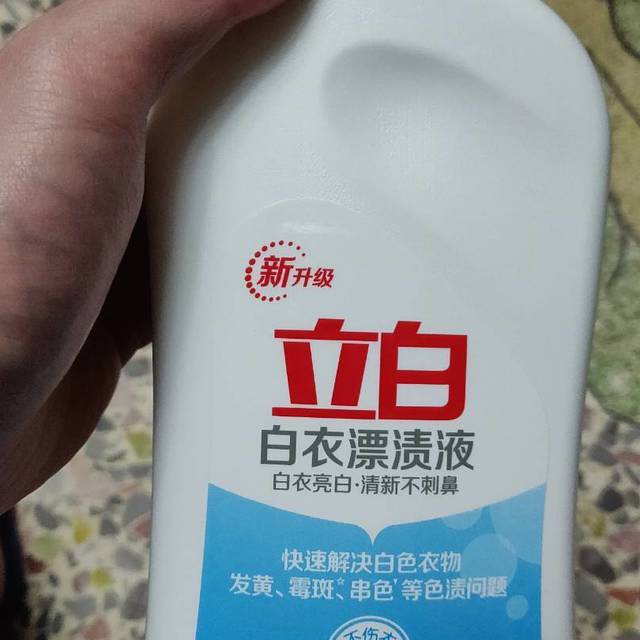 新升级
立白
白衣漂渍液
白衣亮白·清新不刺鼻
快速解决白色衣物
发黄、霉斑☆、串色▼等色渍问题